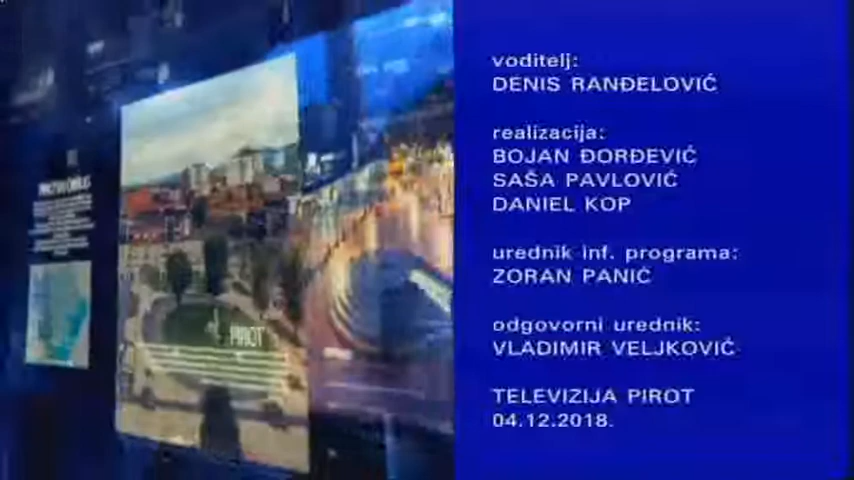 voditelj:
DENIS RANĐELOVIĆ
realizacija:
BOJAN ĐORĐEVIĆ
SAŠA PAVLOVIĆ
DANIEL KOP
urednik inf. programa:
ZORAN PANIĆ
odgovorni urednik:
VLADIMIR VELJKOVIĆ
TELEVIZIJA PIROT
04.12.2018.
PIROT